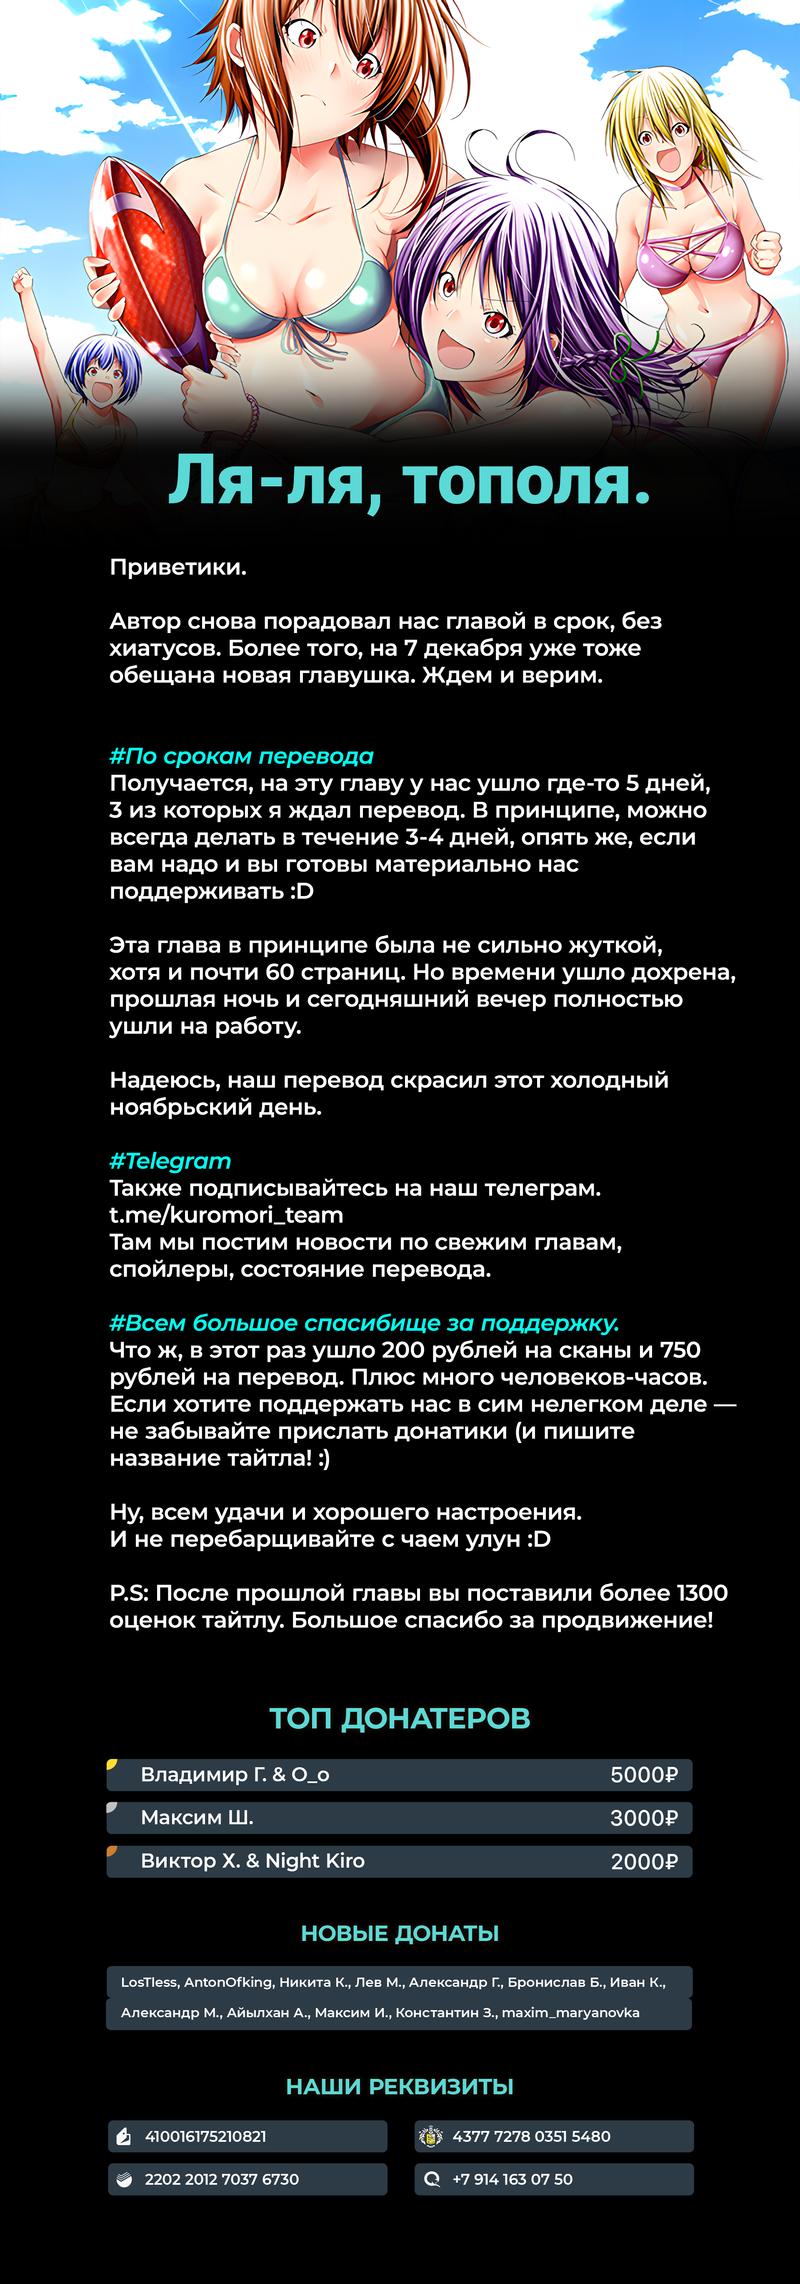 Ля-ля, тополя.
Приветики.
Автор снова порадовал нас главой в срок, без
хиатусов. Более того, на 7 декабря уже тоже
обещана новая главушка. Ждем и верим.
#По срокам перевода
Получается, на эту главу у нас ушло где-то 5 дней,
3 из которых я ждал перевод. В принципе, можно
всегда делать в течение 3-4 дней, опять же, если
вам надо и вы готовы материально нас
поддерживать :D
Эта глава в принципе была не сильно жуткой,
хотя и почти 60 страниц. Но времени ушло дохрена,
прошлая ночь и сегодняшний вечер полностью
ушли на работу.
Надеюсь, наш перевод скрасил этот холодный
ноябрьский день.
#Telegram
Также подписывайтесь на наш телеграм.
t.me/kuromori_team
Там мы постим новости по свежим главам,
спойлеры, состояние перевода.
#Всем большое спасибище за поддержку.
Что ж, в этот раз ушло 200 рублей на сканы и 750
рублей на перевод. Плюс много человеков-часов.
Если хотите поддержать нас в сим нелегком деле —
не забывайте прислать донатики (и пишите
название тайтла! :)
Ну, всем удачи и хорошего настроения.
И не перебарщивайте с чаем улун :D
P.S: После прошлой главы вы поставили более 1300
оценок тайтлу. Большое спасибо за продвижение!
ТОП ДОНАТЕРОВ
Владимир Г. & O_o 5000₽
Максим Ш. 3000₽
Виктор Х. & Night Kiro 2000₽
НОВЫЕ ДОНАТЫ
LosTless, AntonOfking, Никита К., Лев М., Александр Г., Бронислав Б., Иван К.,
Александр М., Айылхан А., Максим И., Константин З., maxim_maryanovka
НАШИ РЕКВИЗИТЫ
410016175210821 4377 7278 0351 5480
2202 2012 7037 6730 +7 914 163 07 50